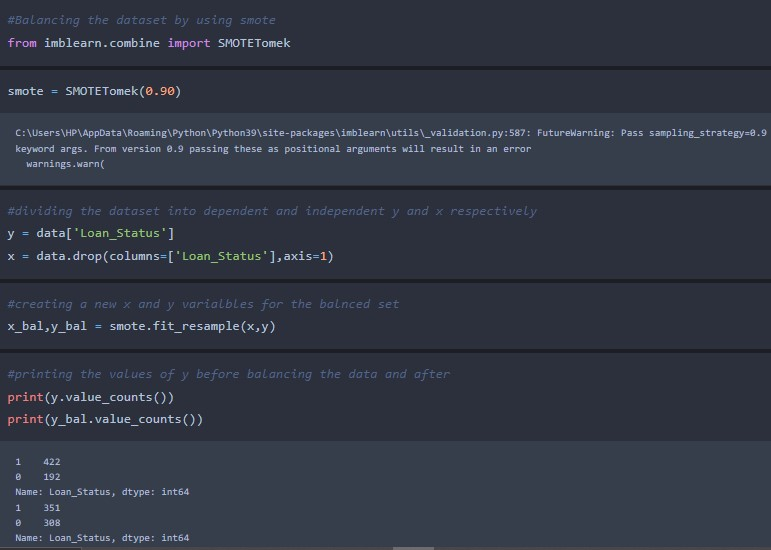 #Balancing the dataset by using smote
from imblearn.combine import SMOTETomek
smote = SMOTETomek(0.90)
C:\Users\HP\AppData\Roaming\Python\Python39\site-packages\imblearn\utils\_validation.py:587: FutureWarning: Pass sampling_strategy=0.9
keyword args. From version 0.9 passing these as positional arguments will result in an error
  warnings.warn(
#dividing the dataset into dependent and independent y and x respectively
y = data['Loan_Status']
x = data.drop(columns=['Loan_Status'],axis=1)
#creating a new x and y varialbles for the balnced set
x_bal,y_bal = smote.fit_resample(x,y)
#printing the values of y before balancing the data and after
print(y.value_counts())
print(y_bal.value_counts())
1    422
0    192
Name: Loan_Status, dtype: int64
1    351
0    308
Name: Loan_Status, dtype: int64